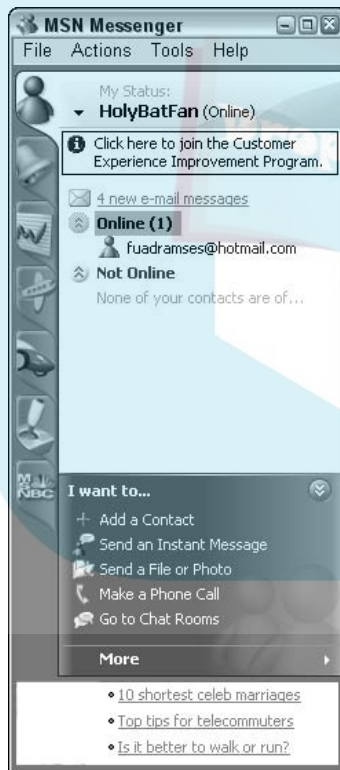 MSN Messenger
File Actions Tools Help
My Status:
HolyBatFan (Online)
Click here to join the Customer
Experience Improvement Program.
4 new e-mail messages
Online (1)
fuadramses@hotmail.com
Not Online
None of your contacts are of...
MSNBC
I want to...
Add a Contact
Send an Instant Message
Send a File or Photo
Make a Phone Call
Go to Chat Rooms
More
10 shortest celeb marriages
Top tips for telecommuters
Is it better to walk or run?